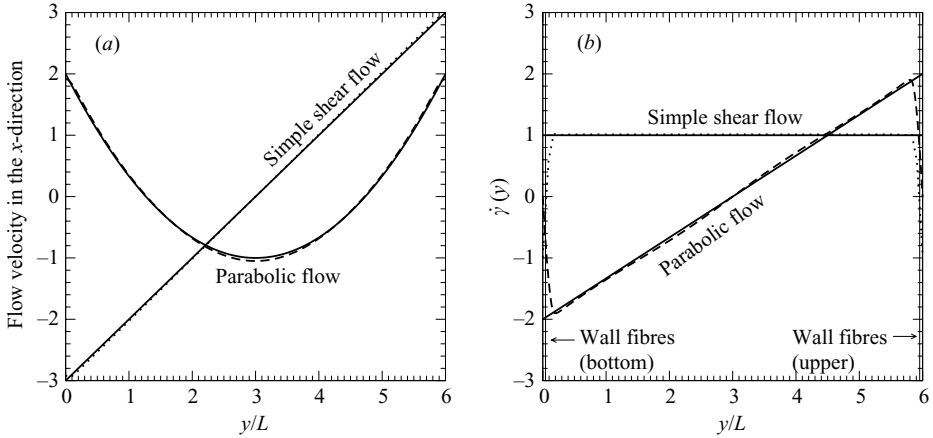 3
2
1
0
−1
−2
−3
0
1
2
3
4
5
6
(a)
Simple shear flow
Parabolic flow
Flow velocity in the x-direction
y/L
3
2
1
0
−1
−2
−3
0
1
2
3
4
5
6
(b)
Simple shear flow
Parabolic flow
Wall fibres
(bottom)
Wall fibres
(upper)
γ̇ (y)
y/L